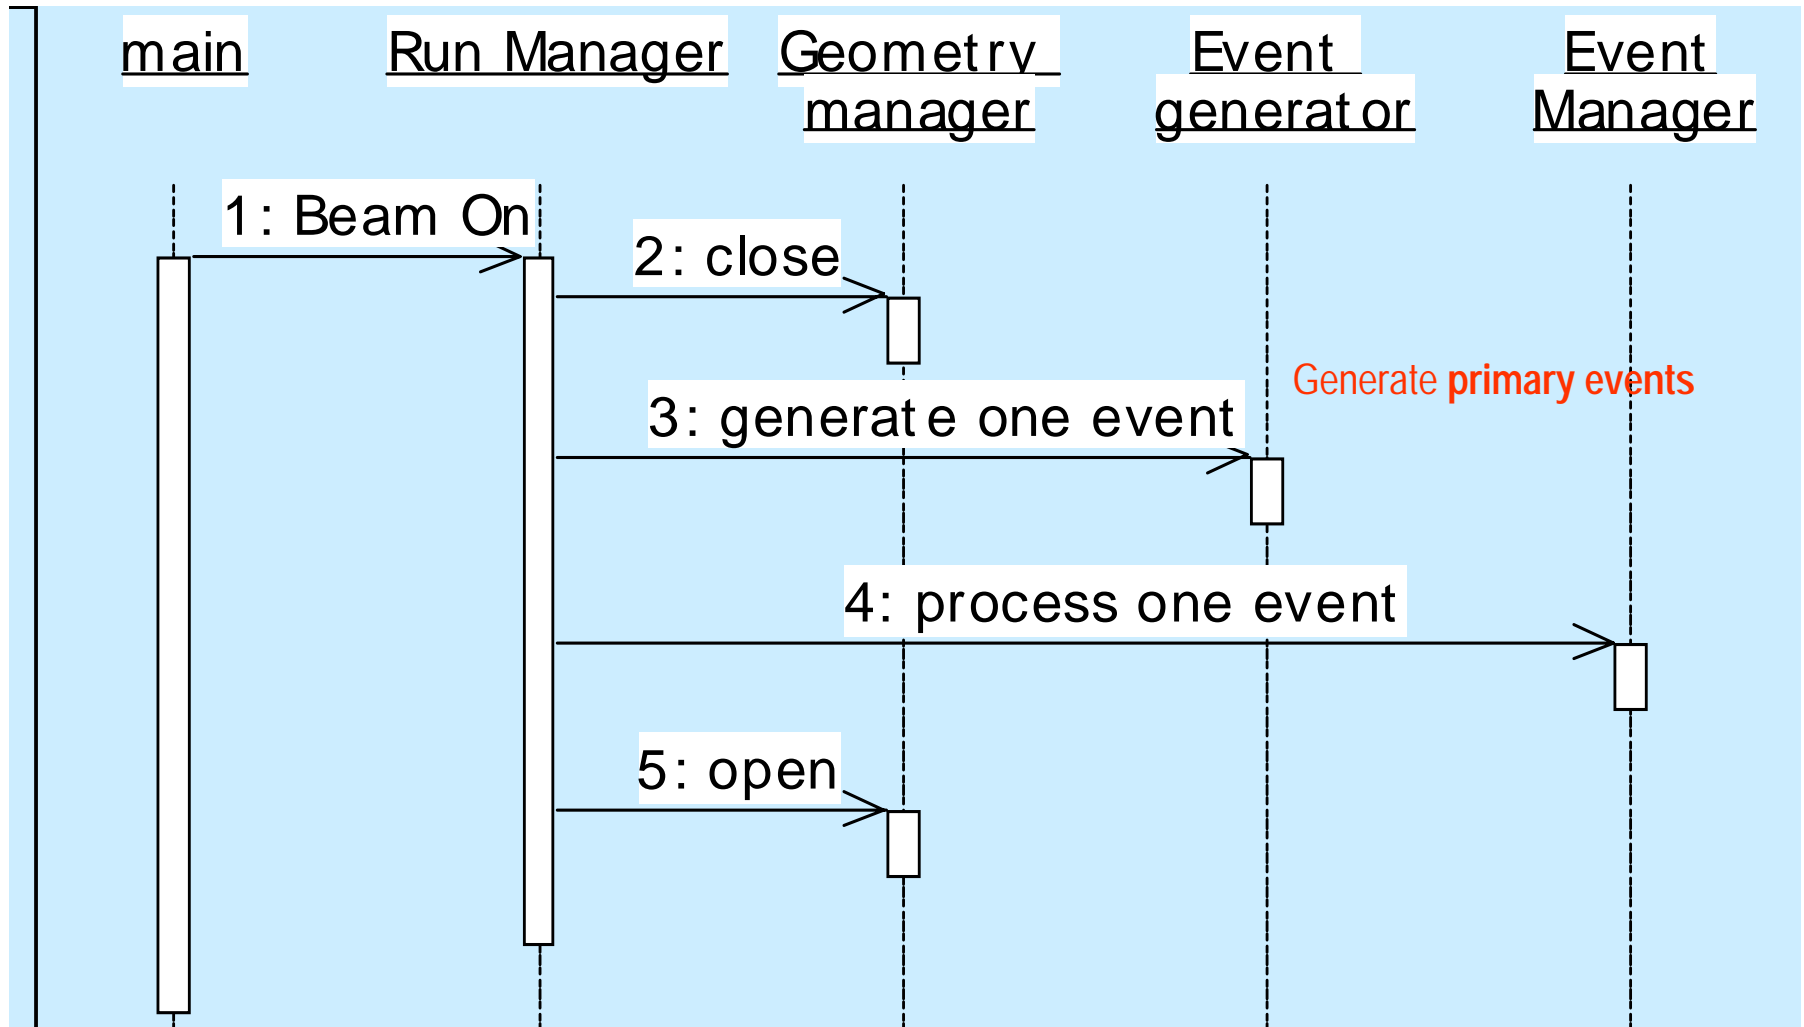 main
Run Manager
Geometry
manager
Event
generator
Event
Manager
1: Beam On
2: close
Generate primary events
3: generate one event
4: process one event
5: open